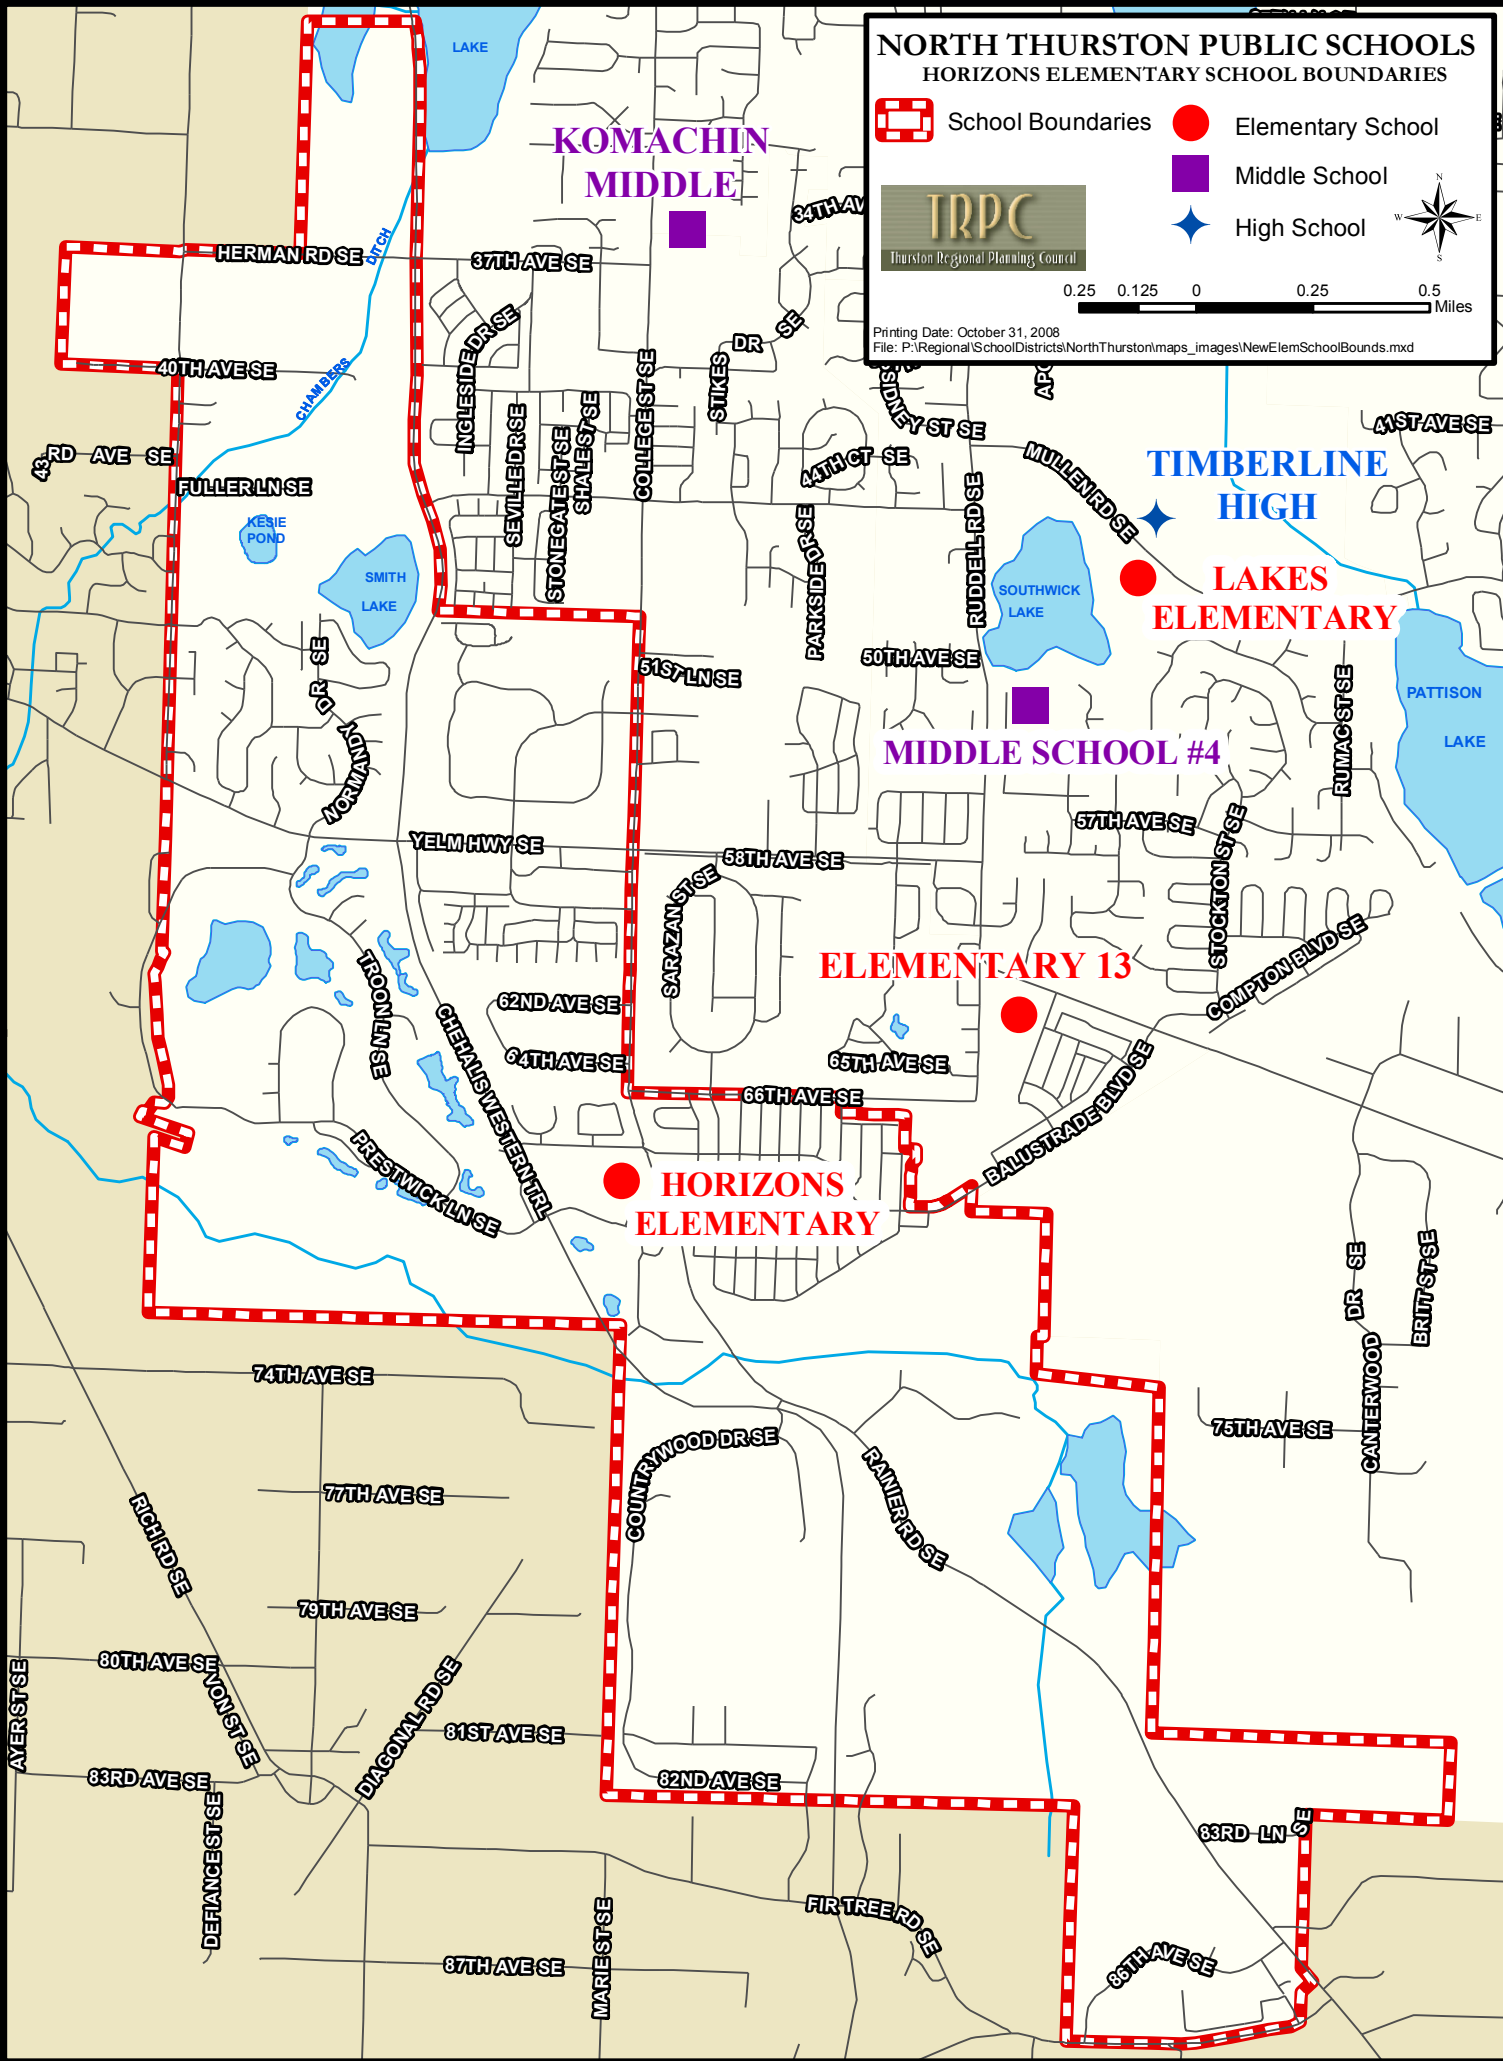 NORTH THURSTON PUBLIC SCHOOLS
HORIZONS ELEMENTARY SCHOOL BOUNDARIES
School Boundaries
Elementary School
Middle School
High School
TRPC
Thurston Regional Planning Council
N
W
E
S
0.25 0.125 0 0.25 0.5
Miles
Printing Date: October 31, 2008
File: P:\Regional\SchoolDistricts\NorthThurston\maps_images\NewElemSchoolBounds.mxd
LAKE
KOMACHIN
MIDDLE
34TH AV
HERMAN RD SE
DITCH
37TH AVE SE
INGLESIDE DR SE
STIKES DR SE
40TH AVE SE
CHAMBERS
COLLEGE ST SE
SIDNEY ST SE
41ST AVE SE
43RD AVE SE
SEVILLE DR SE
STONEGATE ST SE
SHALE ST SE
44TH CT SE
MULLEN RD SE
TIMBERLINE
HIGH
FULLER LN SE
KESIE
POND
PARKSIDE DR SE
RUDDELL RD SE
SMITH
LAKE
SOUTHWICK
LAKE
LAKES
ELEMENTARY
50TH AVE SE
51ST LN SE
NORMANDY DR SE
RUMAC ST SE
PATTISON
LAKE
MIDDLE SCHOOL #4
57TH AVE SE
YELM HWY SE
58TH AVE SE
STOCKTON ST SE
SARAZAN ST SE
COMPTON BLVD SE
TROON LN SE
ELEMENTARY 13
62ND AVE SE
64TH AVE SE
65TH AVE SE
CHEHALIS WESTERN TRL
66TH AVE SE
BALUSTRADE BLVD SE
PRESTWICK LN SE
HORIZONS
ELEMENTARY
CANTERWOOD DR SE
BRITT ST SE
74TH AVE SE
75TH AVE SE
COUNTRYWOOD DR SE
77TH AVE SE
RAINIER RD SE
RICH RD SE
79TH AVE SE
80TH AVE SE
AYER ST SE
VON ST SE
DIAGONAL RD SE
81ST AVE SE
83RD AVE SE
82ND AVE SE
83RD LN SE
DEFIANCE ST SE
FIR TREE RD SE
MARIE ST SE
87TH AVE SE
86TH AVE SE